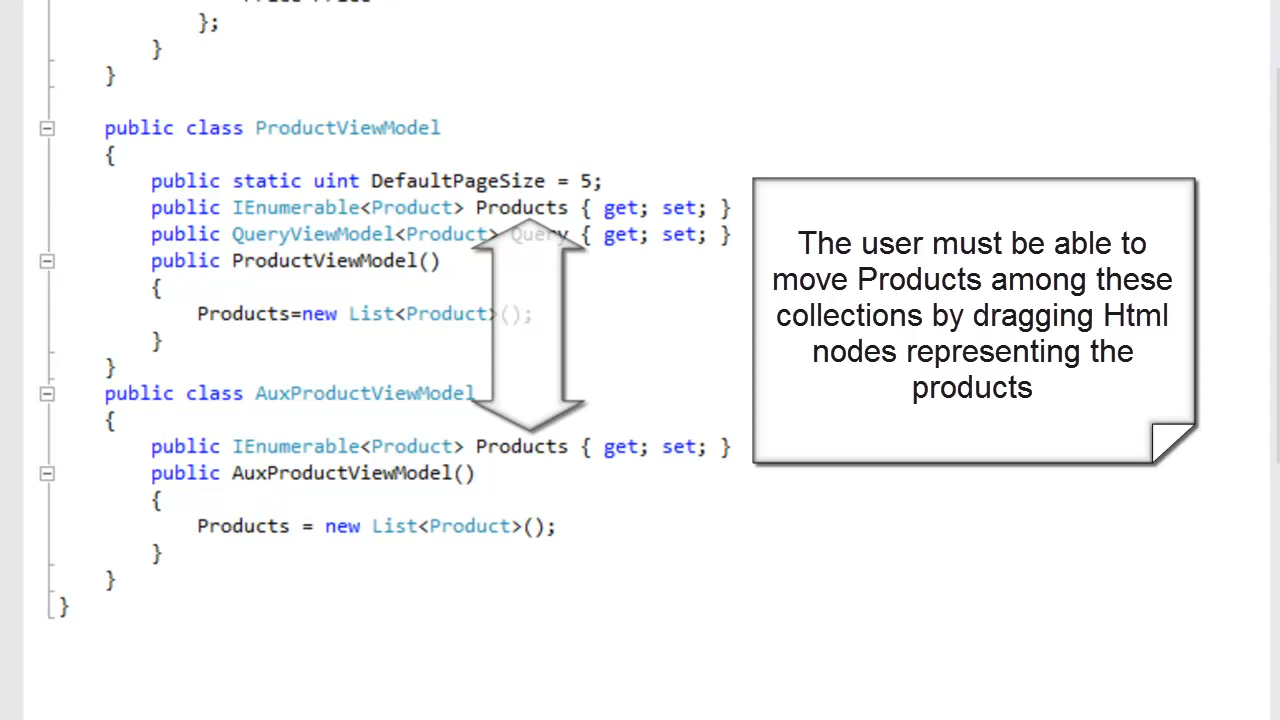 };
}
}
public class ProductViewModel
{
public static uint DefaultPageSize = 5;
public IEnumerable<Product> Products { get; set; }
public QueryViewModel<Product> Query { get; set; }
public ProductViewModel()
{
Products=new List<Product>();
}
}
public class AuxProductViewModel
{
public IEnumerable<Product> Products { get; set; }
public AuxProductViewModel()
{
Products = new List<Product>();
}
}
}
The user must be able to
move Products among these
collections by dragging Html
nodes representing the
products